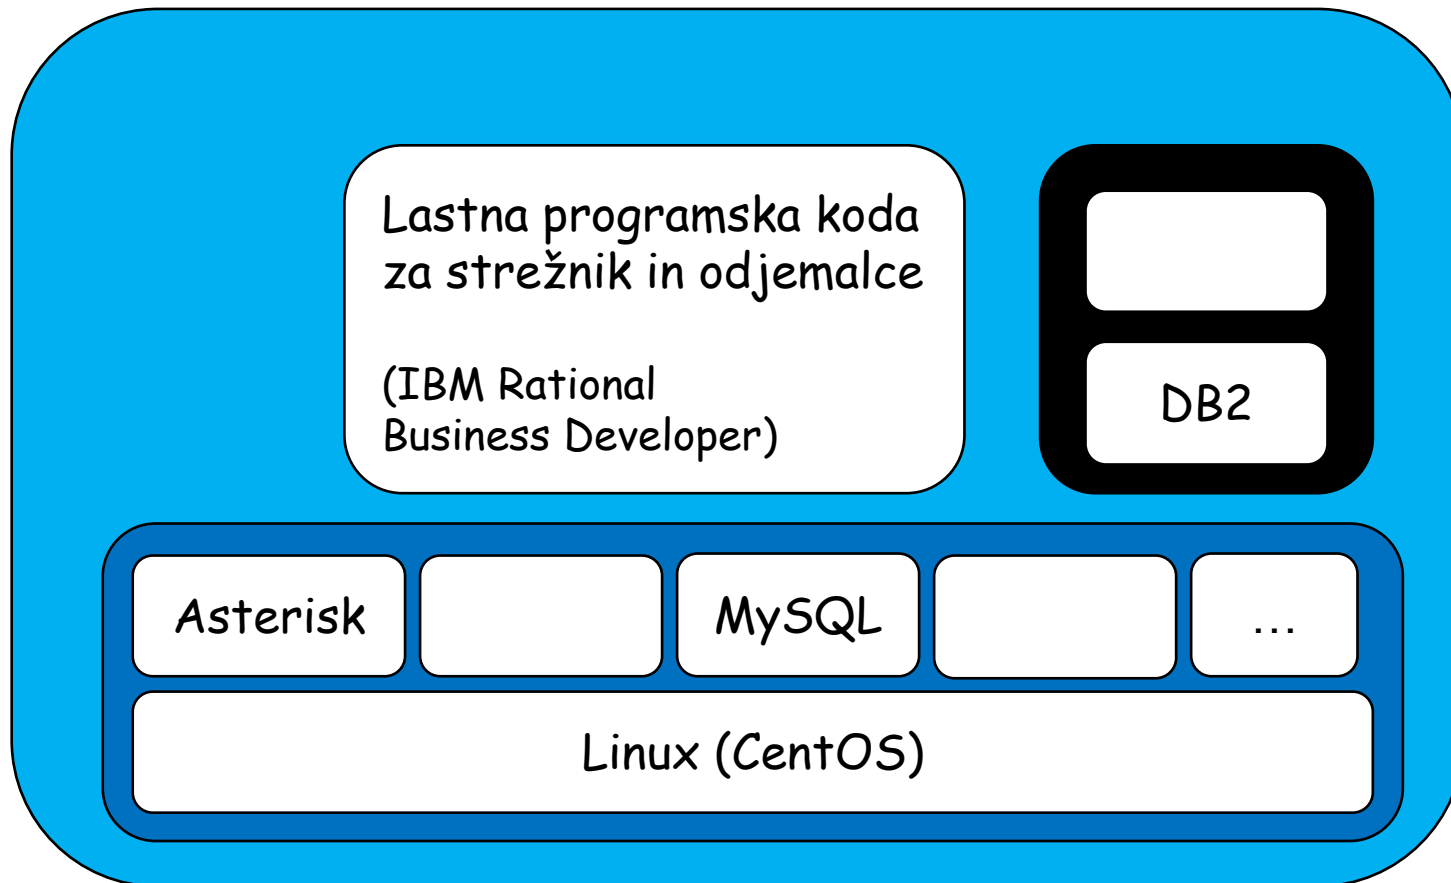 Lastna programska koda
za strežnik in odjemalce
(IBM Rational
Business Developer)
DB2
Asterisk
MySQL
...
Linux (CentOS)